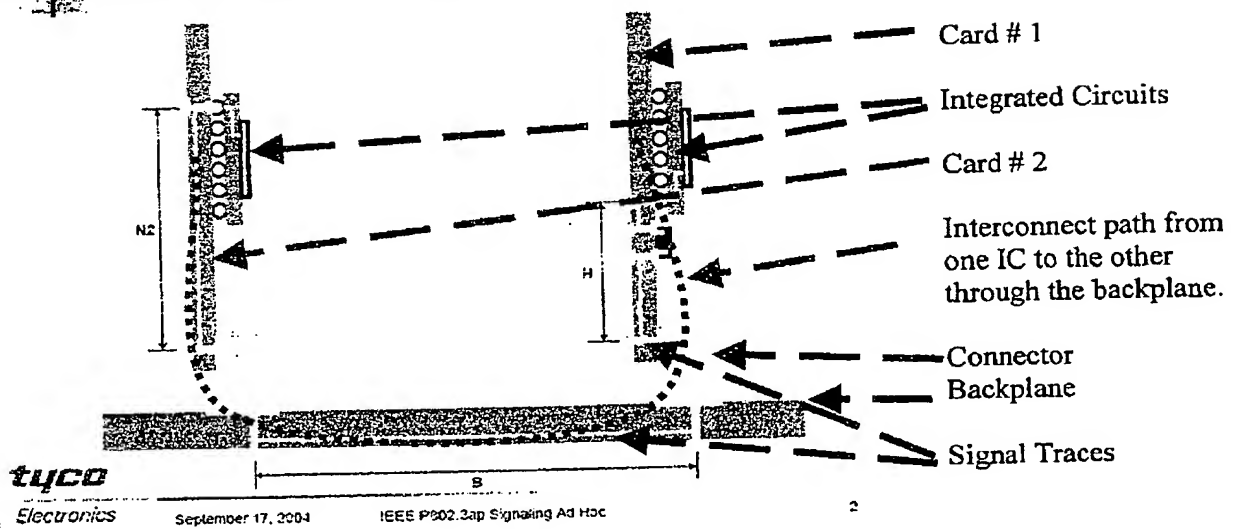 Card # 1
Integrated Circuits
Card # 2
N2
Interconnect path from
one IC to the other
through the backplane.
H
Connector
Backplane
Signal Traces
B
tyco
Electronics
September 17, 2004
IEEE P802.3ap Signaling Ad Hoc
2